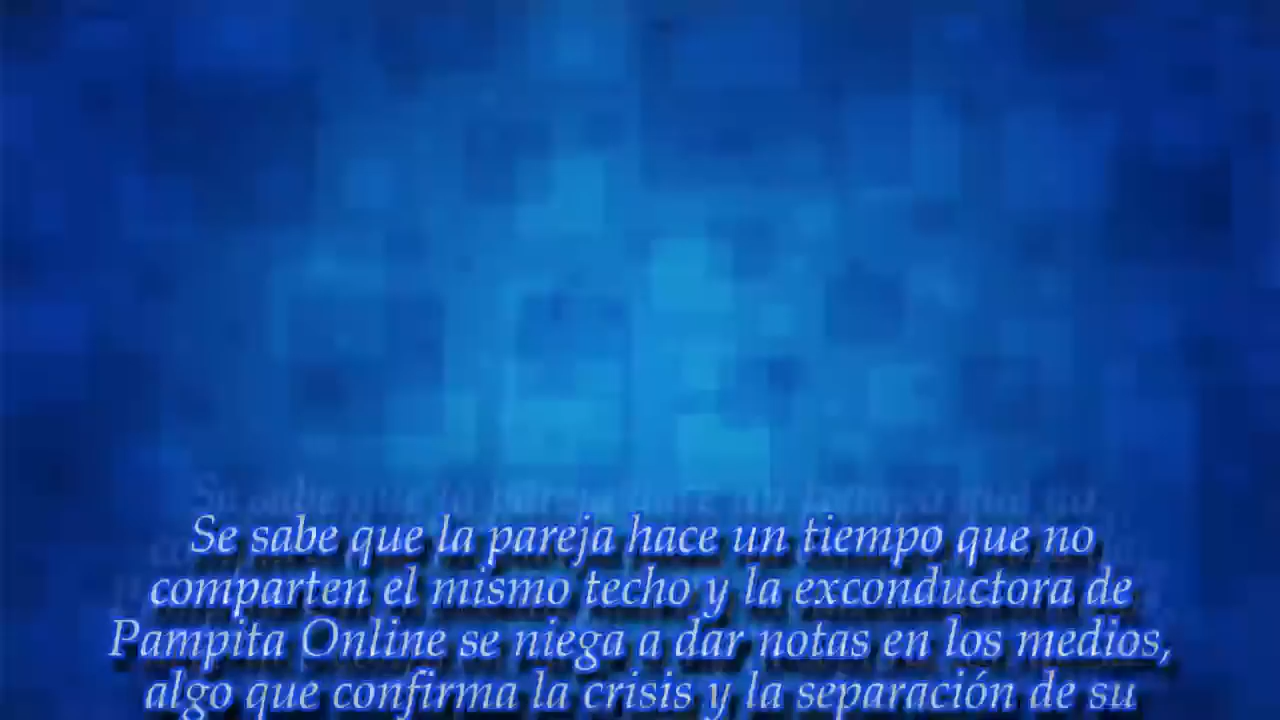 Se sabe que la pareja hace un tiempo que no
comparten el mismo techo y la exconductora de
Pampita Online se niega a dar notas en los medios,
algo que confirma la crisis y la separación de su